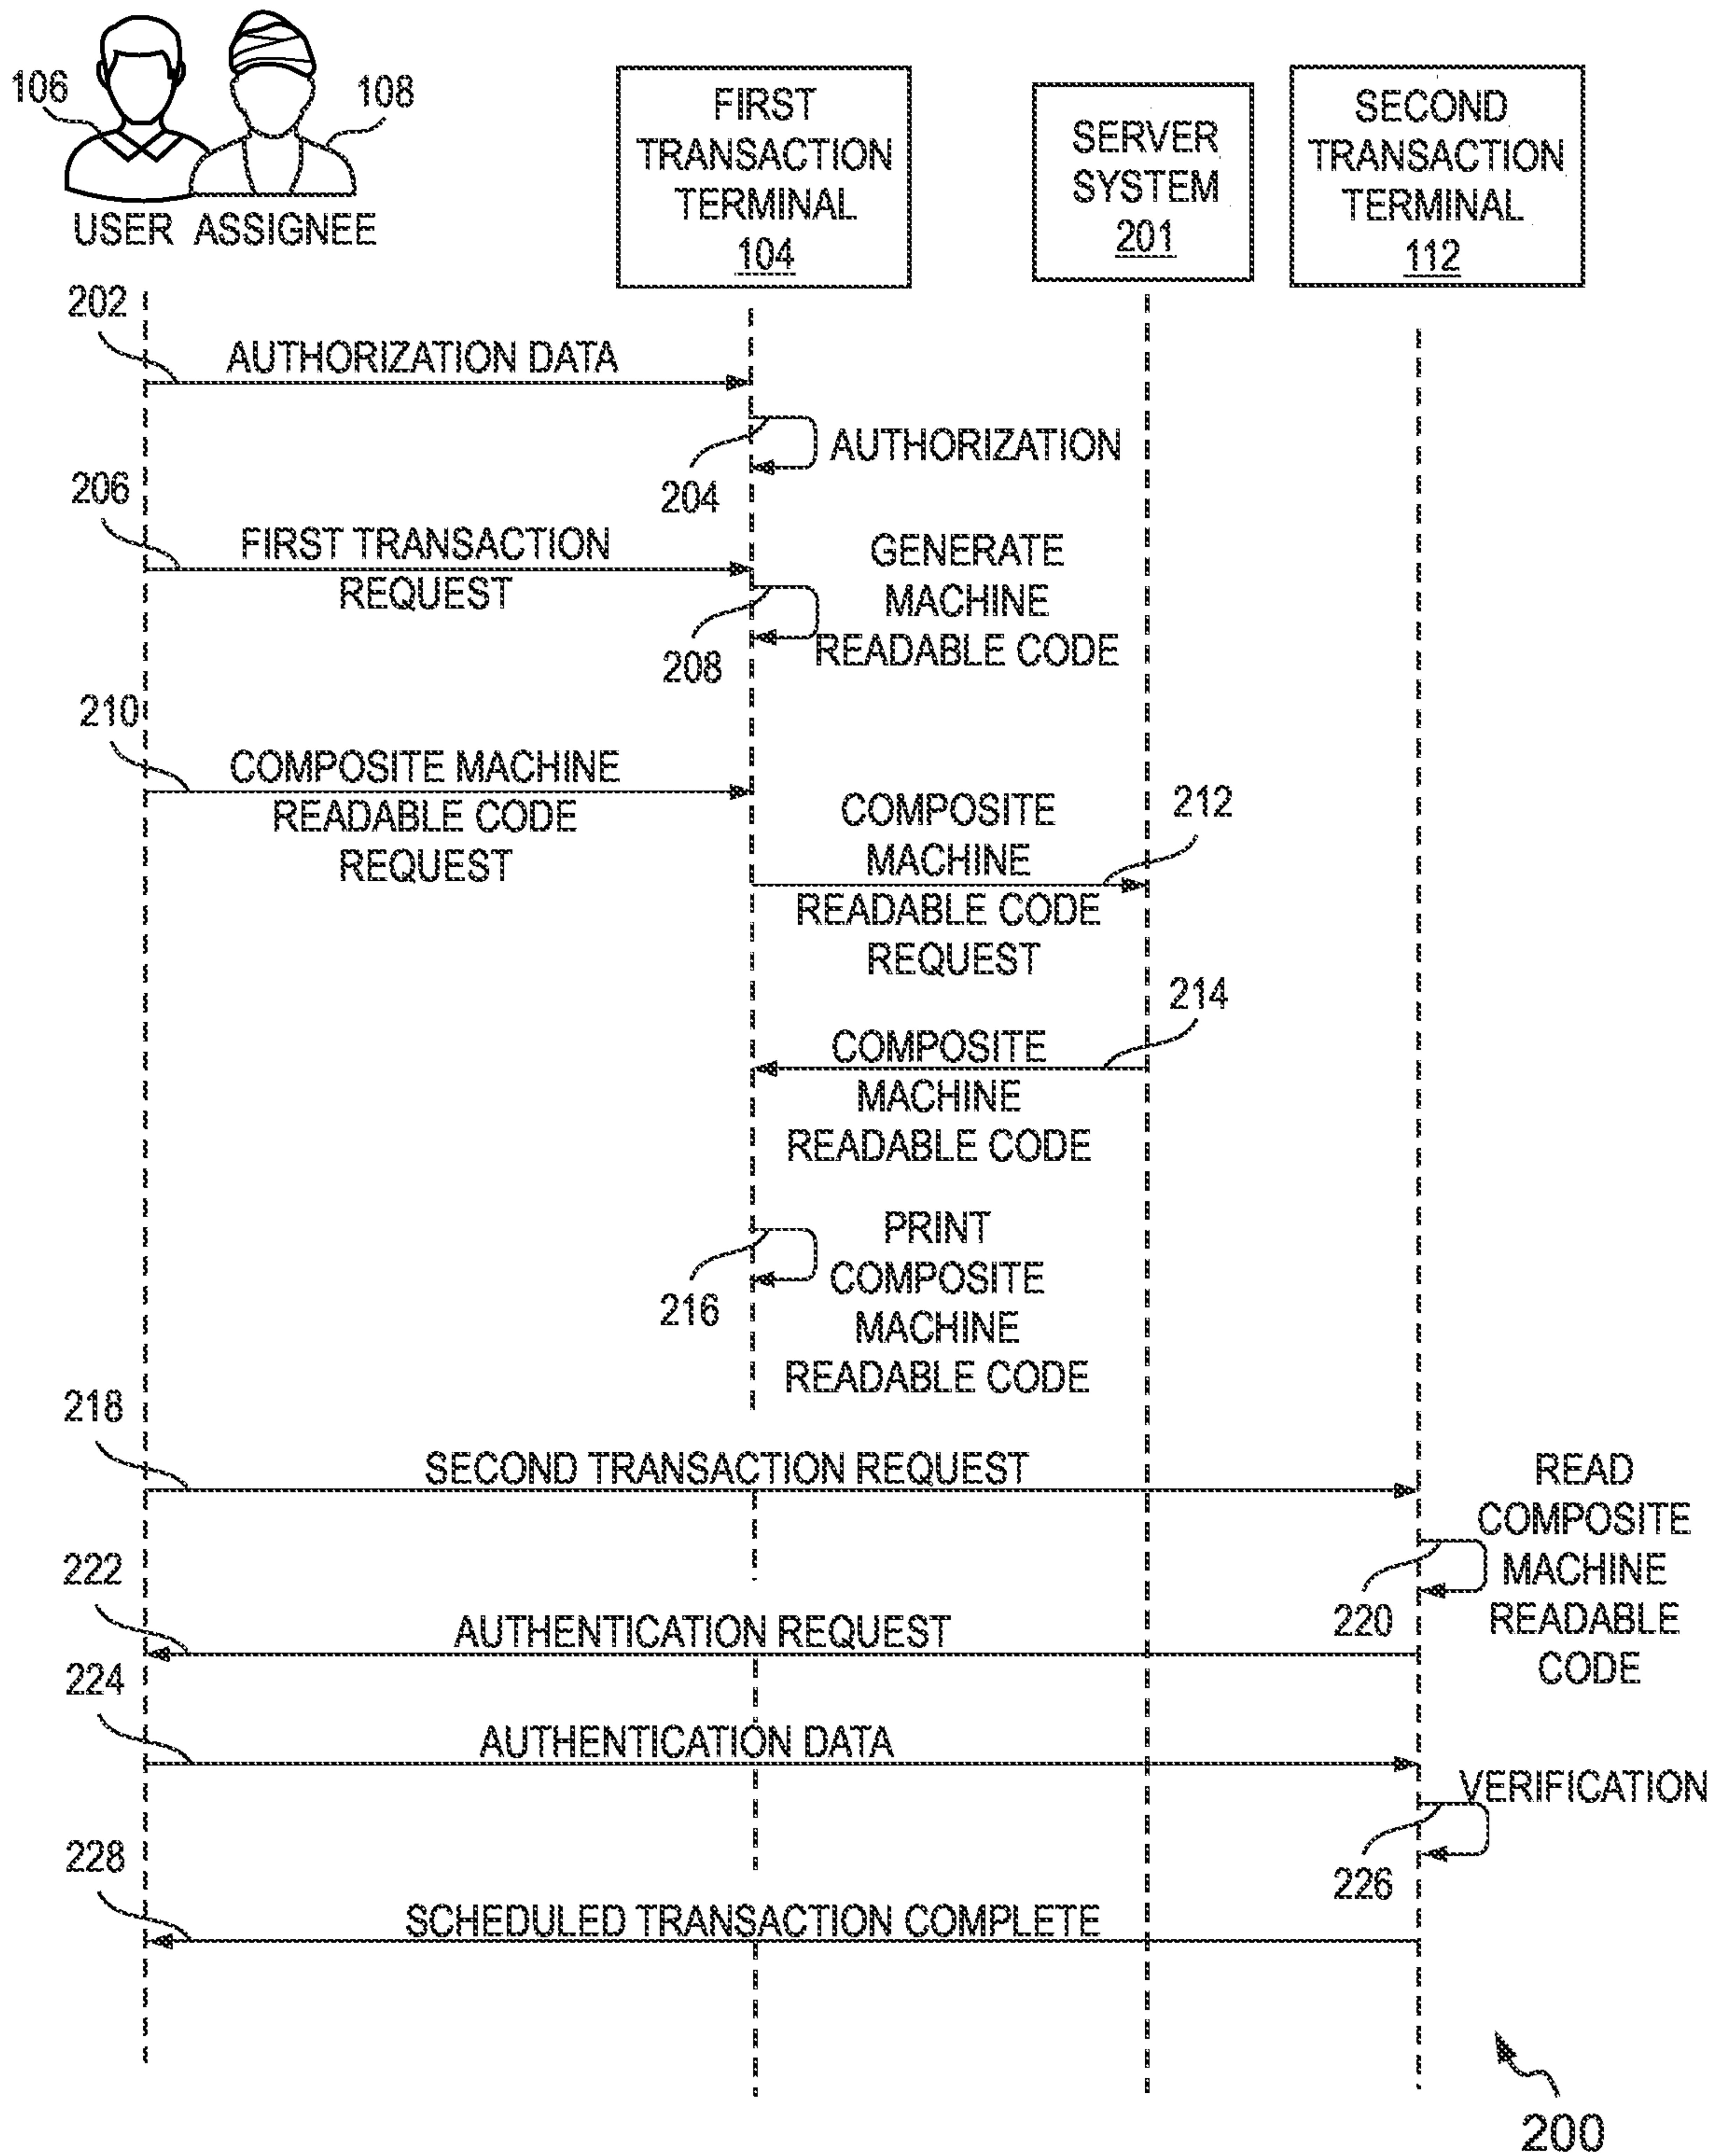 106
108
USER ASSIGNEE
FIRST
TRANSACTION
TERMINAL
104
SERVER
SYSTEM
201
SECOND
TRANSACTION
TERMINAL
112
202
AUTHORIZATION DATA
204
AUTHORIZATION
206
FIRST TRANSACTION
REQUEST
208
GENERATE
MACHINE
READABLE CODE
210
COMPOSITE MACHINE
READABLE CODE
REQUEST
212
COMPOSITE
MACHINE
READABLE CODE
REQUEST
214
COMPOSITE
MACHINE
READABLE CODE
216
PRINT
COMPOSITE
MACHINE
READABLE CODE
218
SECOND TRANSACTION REQUEST
220
READ
COMPOSITE
MACHINE
READABLE
CODE
222
AUTHENTICATION REQUEST
224
AUTHENTICATION DATA
226
VERIFICATION
228
SCHEDULED TRANSACTION COMPLETE
200